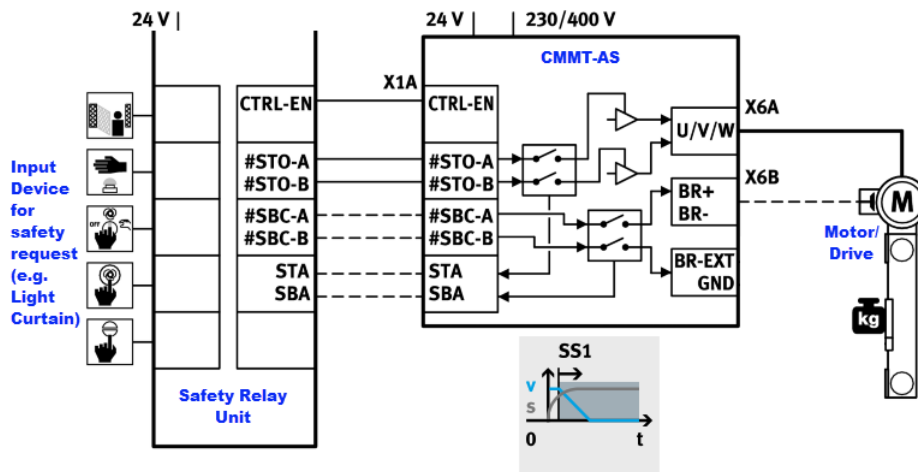 24 V
24 V
230/400 V
CMMT-AS
X1A
CTRL-EN
CTRL-EN
X6A
U/V/W
#STO-A
#STO-A
#STO-B
#STO-B
X6B
Input
Device
for
safety
request
(e.g.
Light
Curtain)
OFF
#SBC-A
#SBC-A
#SBC-B
#SBC-B
BR+
BR-
M
Motor/
Drive
STA
STA
SBA
SBA
BR-EXT
GND
kg
Safety Relay
Unit
SS1
v
s
0
t